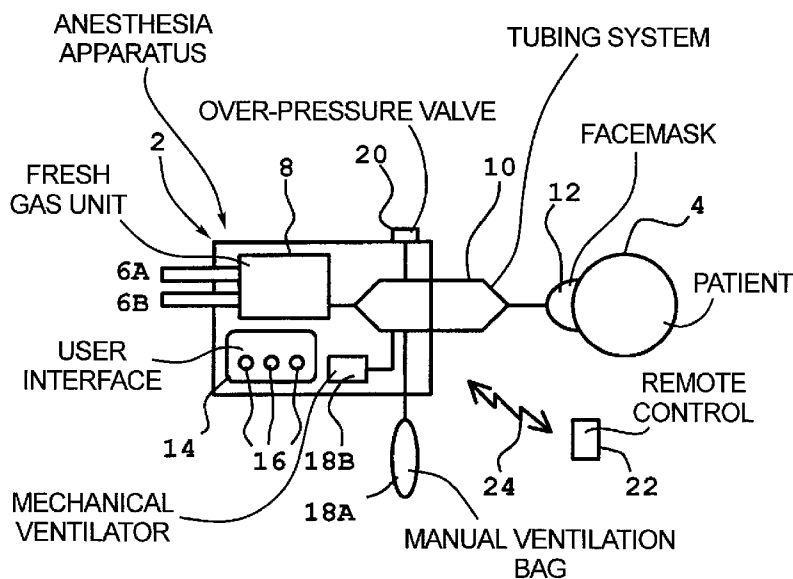 ANESTHESIA
APPARATUS
TUBING SYSTEM
OVER-PRESSURE VALVE
FACEMASK
2
FRESH
GAS UNIT
8
20
10
12
4
6A
6B
PATIENT
USER
INTERFACE
REMOTE
CONTROL
14
16
18B
24
22
MECHANICAL
VENTILATOR
18A
MANUAL VENTILATION
BAG